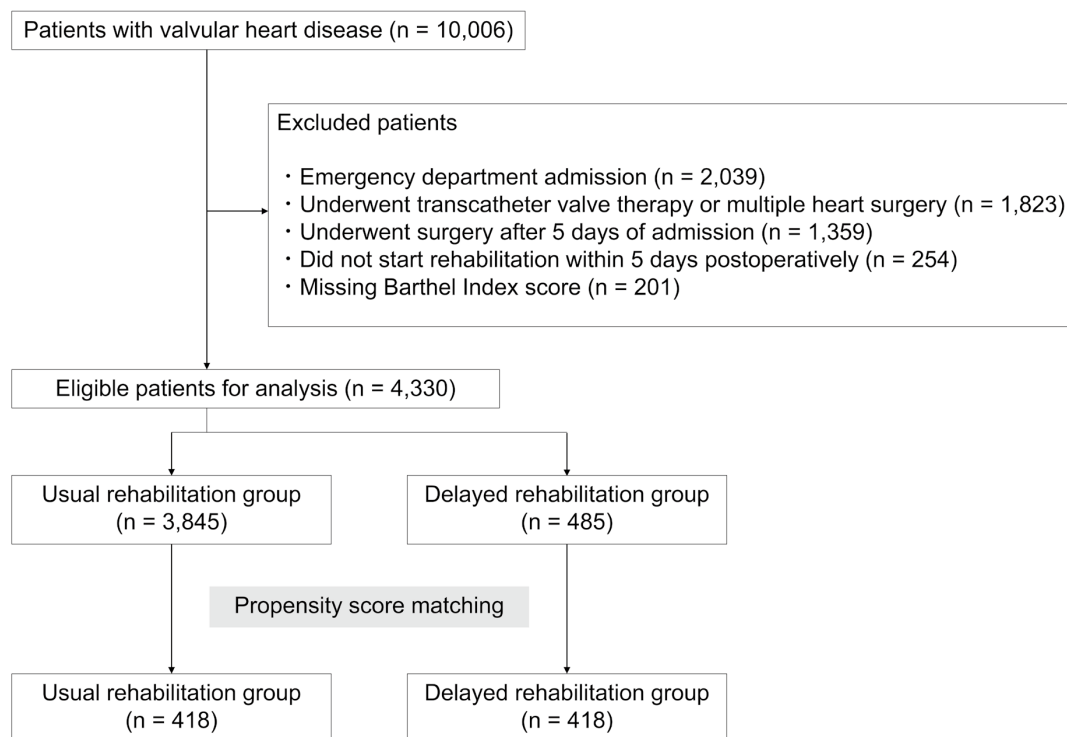 Patients with valvular heart disease (n = 10,006)
Excluded patients
・Emergency department admission (n = 2,039)
・Underwent transcatheter valve therapy or multiple heart surgery (n = 1,823)
・Underwent surgery after 5 days of admission (n = 1,359)
・Did not start rehabilitation within 5 days postoperatively (n = 254)
・Missing Barthel Index score (n = 201)
Eligible patients for analysis (n = 4,330)
Usual rehabilitation group
(n = 3,845)
Delayed rehabilitation group
(n = 485)
Propensity score matching
Usual rehabilitation group
(n = 418)
Delayed rehabilitation group
(n = 418)